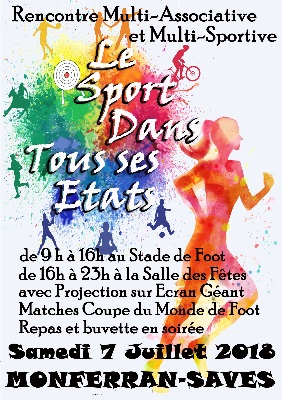 Rencontre Multi-Associative
et Multi-Sportive
Le
Sport
Dans
Tous ses
Etats
de 9 h à 16h au Stade de Foot
de 16h à 23h à la Salle des Fêtes
avec Projection sur Ecran Géant
Matches Coupe du Monde de Foot
Repas et buvette en soirée
Samedi 7 Juillet 2018
MONFERRAN-SAVES